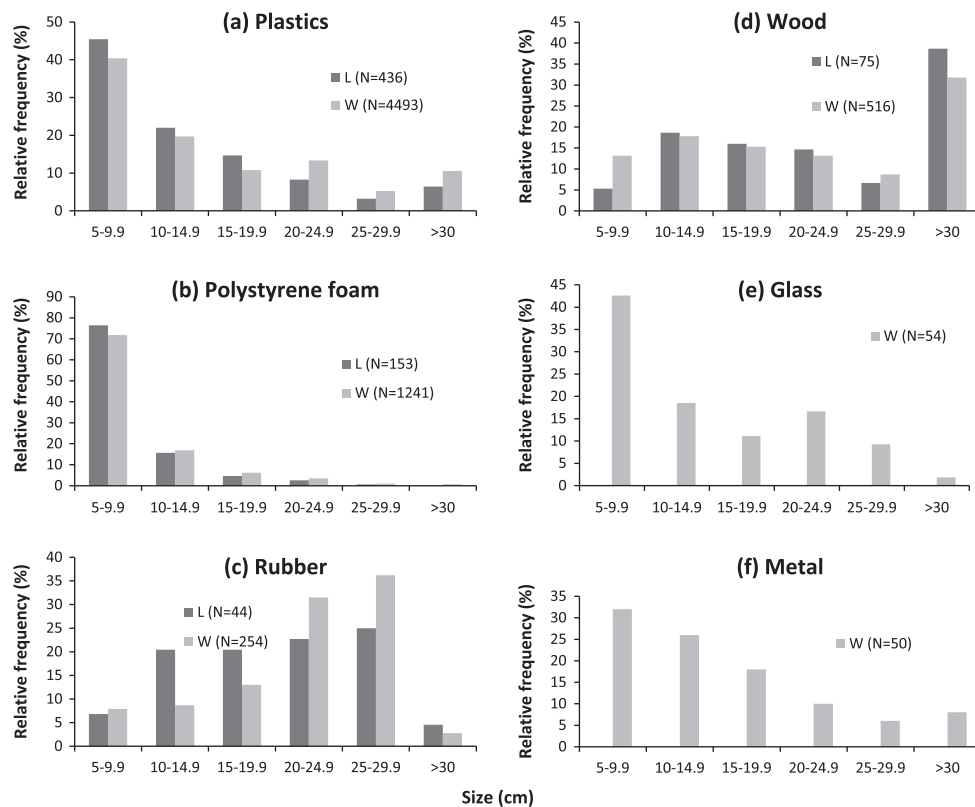 (a) Plastics
Relative frequency (%)
50
40
30
20
10
0
L (N=436)
W (N=4493)
5-9.9 10-14.9 15-19.9 20-24.9 25-29.9 >30
(b) Polystyrene foam
Relative frequency (%)
90
80
70
60
50
40
30
20
10
0
L (N=153)
W (N=1241)
5-9.9 10-14.9 15-19.9 20-24.9 25-29.9 >30
(c) Rubber
Relative frequency (%)
40
35
30
25
20
15
10
5
0
L (N=44)
W (N=254)
5-9.9 10-14.9 15-19.9 20-24.9 25-29.9 >30
(d) Wood
Relative frequency (%)
45
40
35
30
25
20
15
10
5
0
L (N=75)
W (N=516)
5-9.9 10-14.9 15-19.9 20-24.9 25-29.9 >30
(e) Glass
Relative frequency (%)
45
40
35
30
25
20
15
10
5
0
W (N=54)
5-9.9 10-14.9 15-19.9 20-24.9 25-29.9 >30
(f) Metal
Relative frequency (%)
35
30
25
20
15
10
5
0
W (N=50)
5-9.9 10-14.9 15-19.9 20-24.9 25-29.9 >30
Size (cm)